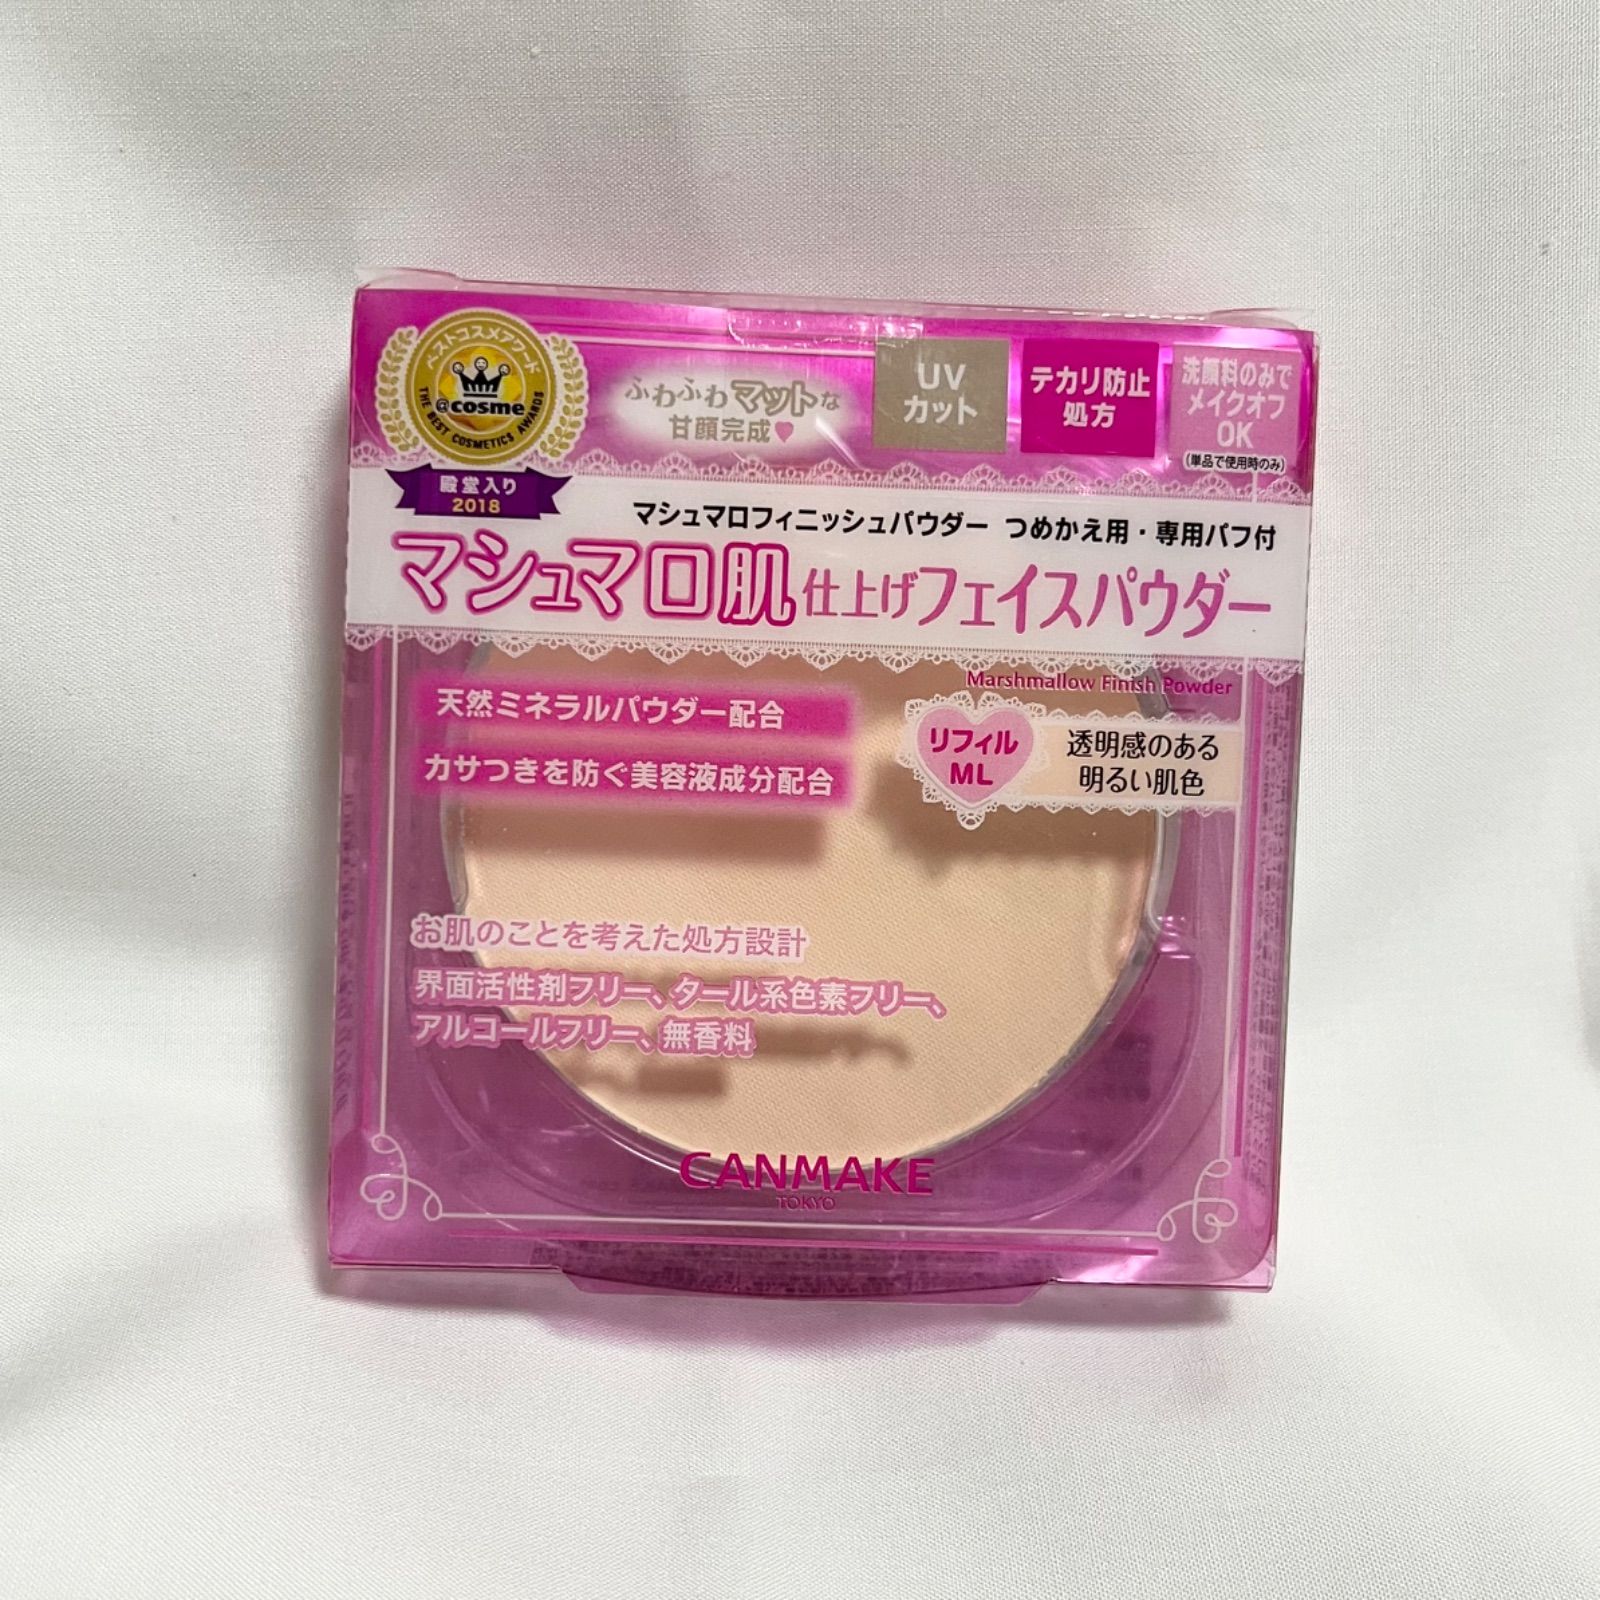 ベストコスメアワード
@cosme
THE BEST COSMETICS AWARDS
殿堂入り
2018
ふわふわマットな
甘顔完成♥
UV
カット
テカリ防止
処方
洗顔料のみで
メイクオフ
OK
(単品で使用時のみ)
マシュマロフィニッシュパウダー つめかえ用・専用パフ付
マシュマロ肌仕上げフェイスパウダー
Marshmallow Finish Powder
天然ミネラルパウダー配合
カサつきを防ぐ美容液成分配合
リフィル
ML
透明感のある
明るい肌色
お肌のことを考えた処方設計
界面活性剤フリー、タール系色素フリー、
アルコールフリー、無香料
CANMAKE
TOKYO